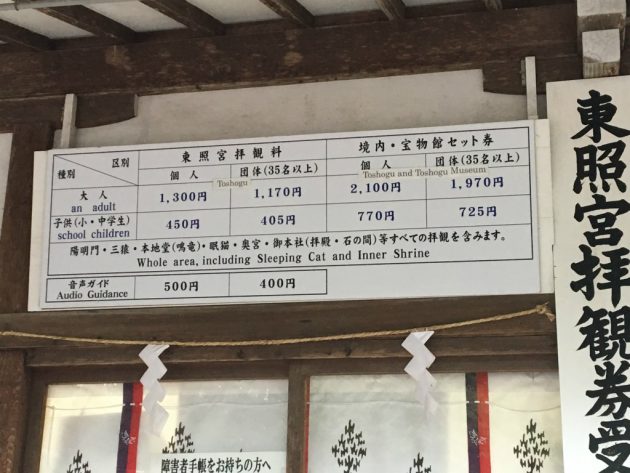 区別
種別
東照宮拝観料
境内・宝物館セット券
個人
団体(35名以上)
個人
団体(35名以上)
Toshogu
Toshogu and Toshogu Museum
大人
an adult
1,300円
1,170円
2,100円
1,970円
子供(小・中学生)
school children
450円
405円
770円
725円
陽明門・三猿・本地堂(鳴竜)・眠猫・奥宮・御本社(拝殿・石の間)等すべての拝観を含みます。
Whole area, including Sleeping Cat and Inner Shrine
音声ガイド
Audio Guidance
500円
400円
東照宮拝観券受
障害者手帳をお持ちの方へ